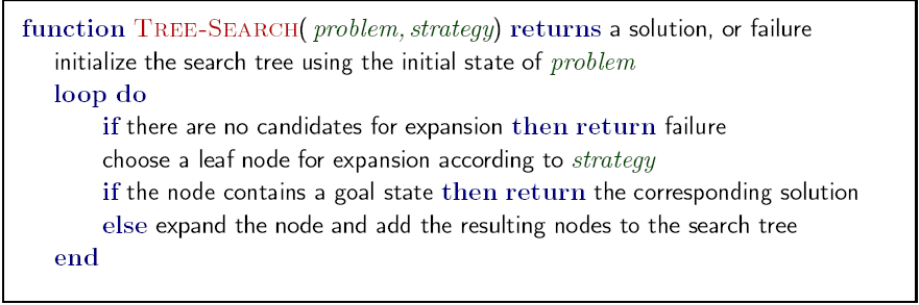 function TREE-SEARCH( problem, strategy) returns a solution, or failure
initialize the search tree using the initial state of problem
loop do
if there are no candidates for expansion then return failure
choose a leaf node for expansion according to strategy
if the node contains a goal state then return the corresponding solution
else expand the node and add the resulting nodes to the search tree
end